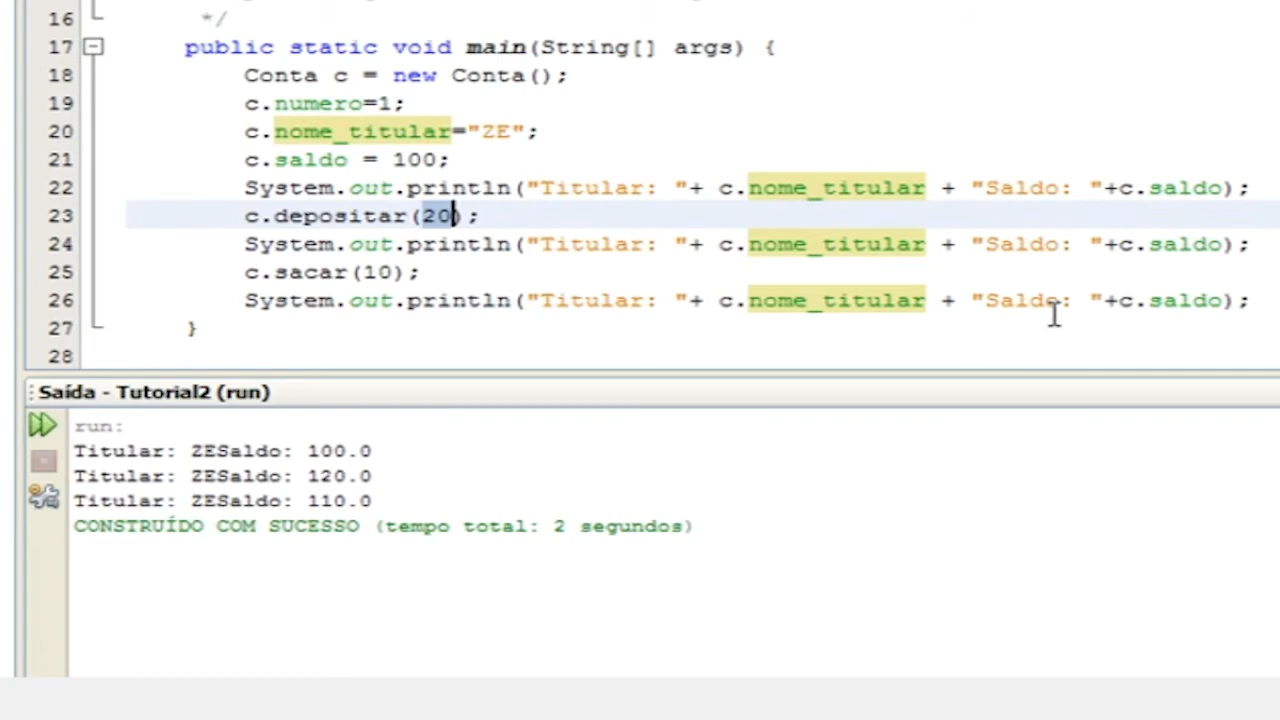 16 */
17 public static void main(String[] args) {
18 Conta c = new Conta();
19 c.numero=1;
20 c.nome_titular="ZE";
21 c.saldo = 100;
22 System.out.println("Titular: "+ c.nome_titular + "Saldo: "+c.saldo);
23 c.depositar(20);
24 System.out.println("Titular: "+ c.nome_titular + "Saldo: "+c.saldo);
25 c.sacar(10);
26 System.out.println("Titular: "+ c.nome_titular + "Saldo: "+c.saldo);
27 }
28
Saída - Tutorial2 (run)
run:
Titular: ZESaldo: 100.0
Titular: ZESaldo: 120.0
Titular: ZESaldo: 110.0
CONSTRUÍDO COM SUCESSO (tempo total: 2 segundos)